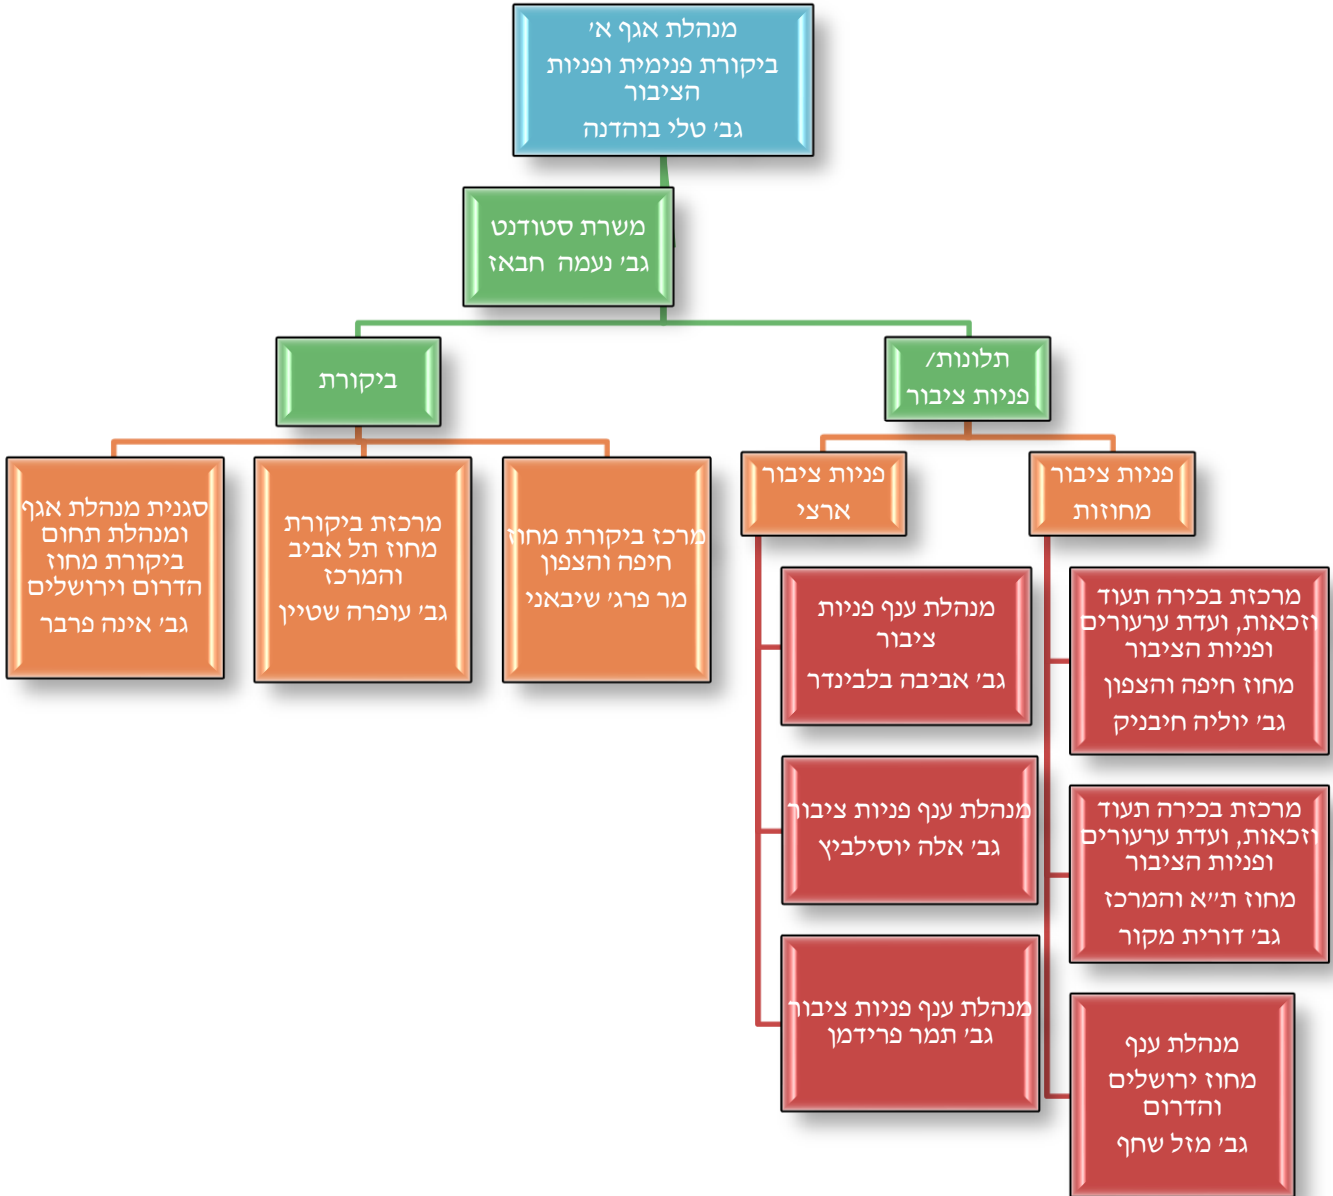 מנהלת אגף א'
ביקורת פנימית ופניות
הציבור
גב' טלי בוהדנה
משרת סטודנט
גב' נעמה חבאז
תלונות/
פניות ציבור
ביקורת
פניות ציבור
מחוזות
פניות ציבור
ארצי
מרכזת בכירה תעוד
וזכאות, ועדת ערעורים
ופניות הציבור
מחוז חיפה והצפון
גב' יוליה חיבניק
מרכזת בכירה תעוד
וזכאות, ועדת ערעורים
ופניות הציבור
מחוז ת"א והמרכז
גב' דורית מקור
מנהלת ענף
מחוז ירושלים
והדרום
גב' מזל שחף
מנהלת ענף פניות
ציבור
גב' אביבה בלבינדר
מנהלת ענף פניות ציבור
גב' אלה יוסילביץ
מנהלת ענף פניות ציבור
גב' תמר פרידמן
מרכז ביקורת מחוז
חיפה והצפון
מר פרג' שיבאני
מרכזת ביקורת
מחוז תל אביב
והמרכז
גב' עופרה שטיין
סגנית מנהלת אגף
ומנהלת תחום
ביקורת מחוז
הדרום וירושלים
גב' אינה פרבר